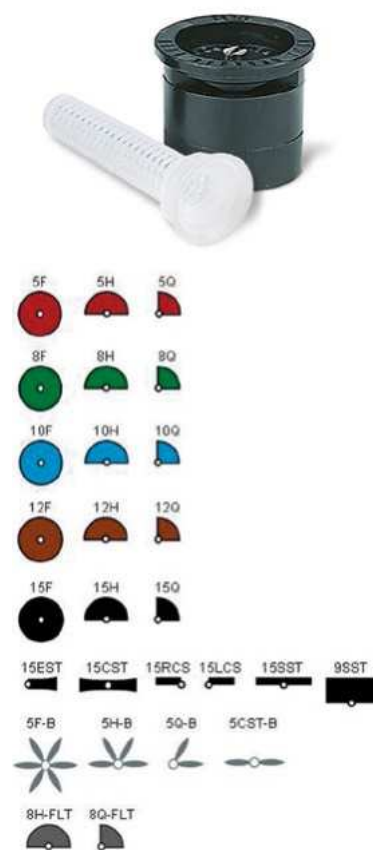 5F 5H 5Q
8F 8H 8Q
10F 10H 10Q
12F 12H 12Q
15F 15H 15Q
15EST 15CST 15RCS 15LCS 15SST 9SST
5F-B 5H-B 5Q-B 5CST-B
8H-FLT 8Q-FLT